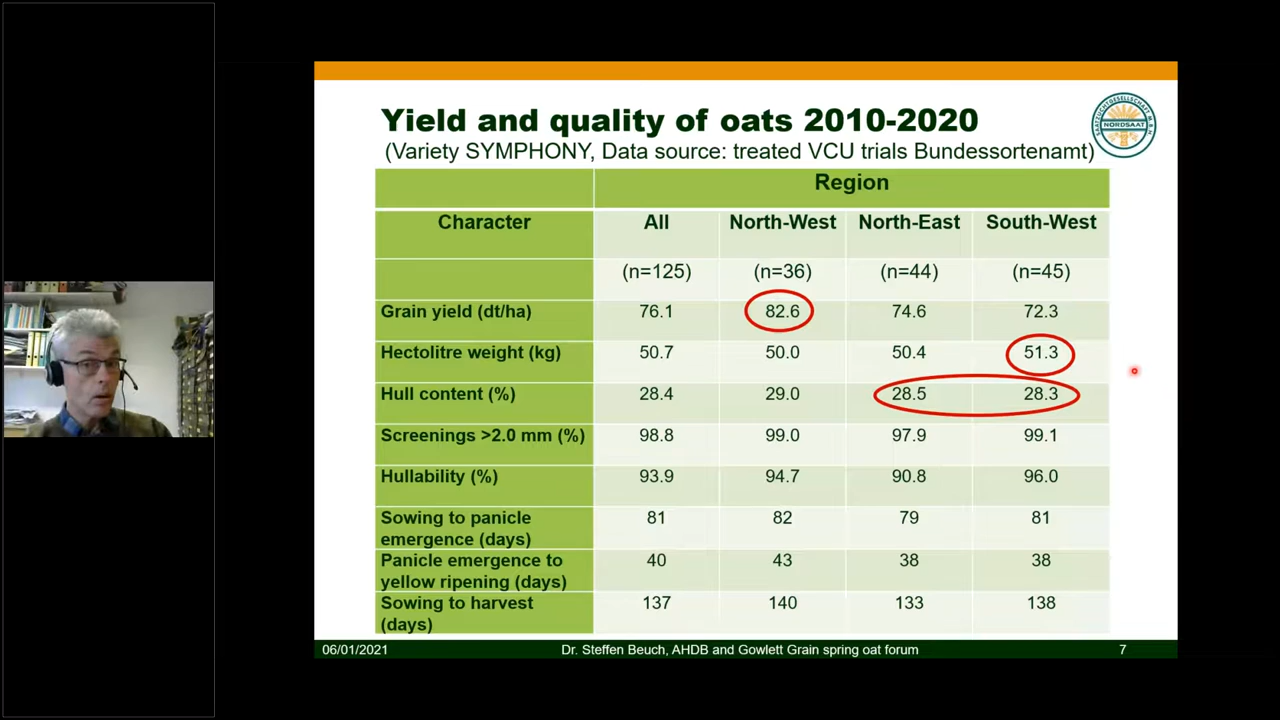 Yield and quality of oats 2010-2020
(Variety SYMPHONY, Data source: treated VCU trials Bundessortenamt)
NORDSAAT
Region
Character All North-West North-East South-West
(n=125) (n=36) (n=44) (n=45)
Grain yield (dt/ha) 76.1 82.6 74.6 72.3
Hectolitre weight (kg) 50.7 50.0 50.4 51.3
Hull content (%) 28.4 29.0 28.5 28.3
Screenings >2.0 mm (%) 98.8 99.0 97.9 99.1
Hullability (%) 93.9 94.7 90.8 96.0
Sowing to panicle
emergence (days) 81 82 79 81
Panicle emergence to
yellow ripening (days) 40 43 38 38
Sowing to harvest
(days) 137 140 133 138
06/01/2021 Dr. Steffen Beuch, AHDB and Gowlett Grain spring oat forum 7